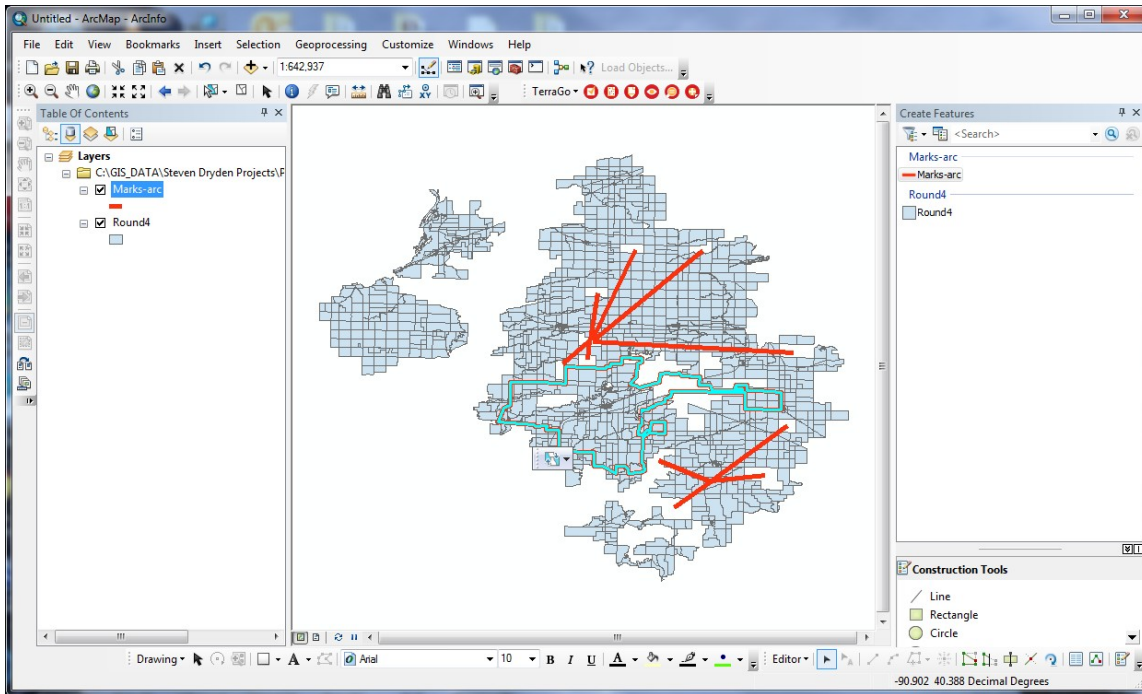 Untitled - ArcMap - ArcInfo
File Edit View Bookmarks Insert Selection Geoprocessing Customize Windows Help
1:642,937 Load Objects...
TerraGo
Table Of Contents
Layers
C:\GIS_DATA\Steven Dryden Projects\P
Marks-arc
Round4
Create Features
<Search>
Marks-arc
Marks-arc
Round4
Round4
Construction Tools
Line
Rectangle
Circle
Drawing A Arial 10 B I U A Editor
-90.902 40.388 Decimal Degrees